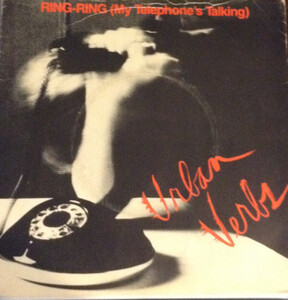 RING-RING (My Telephone's Talking)
Urban
Verbs